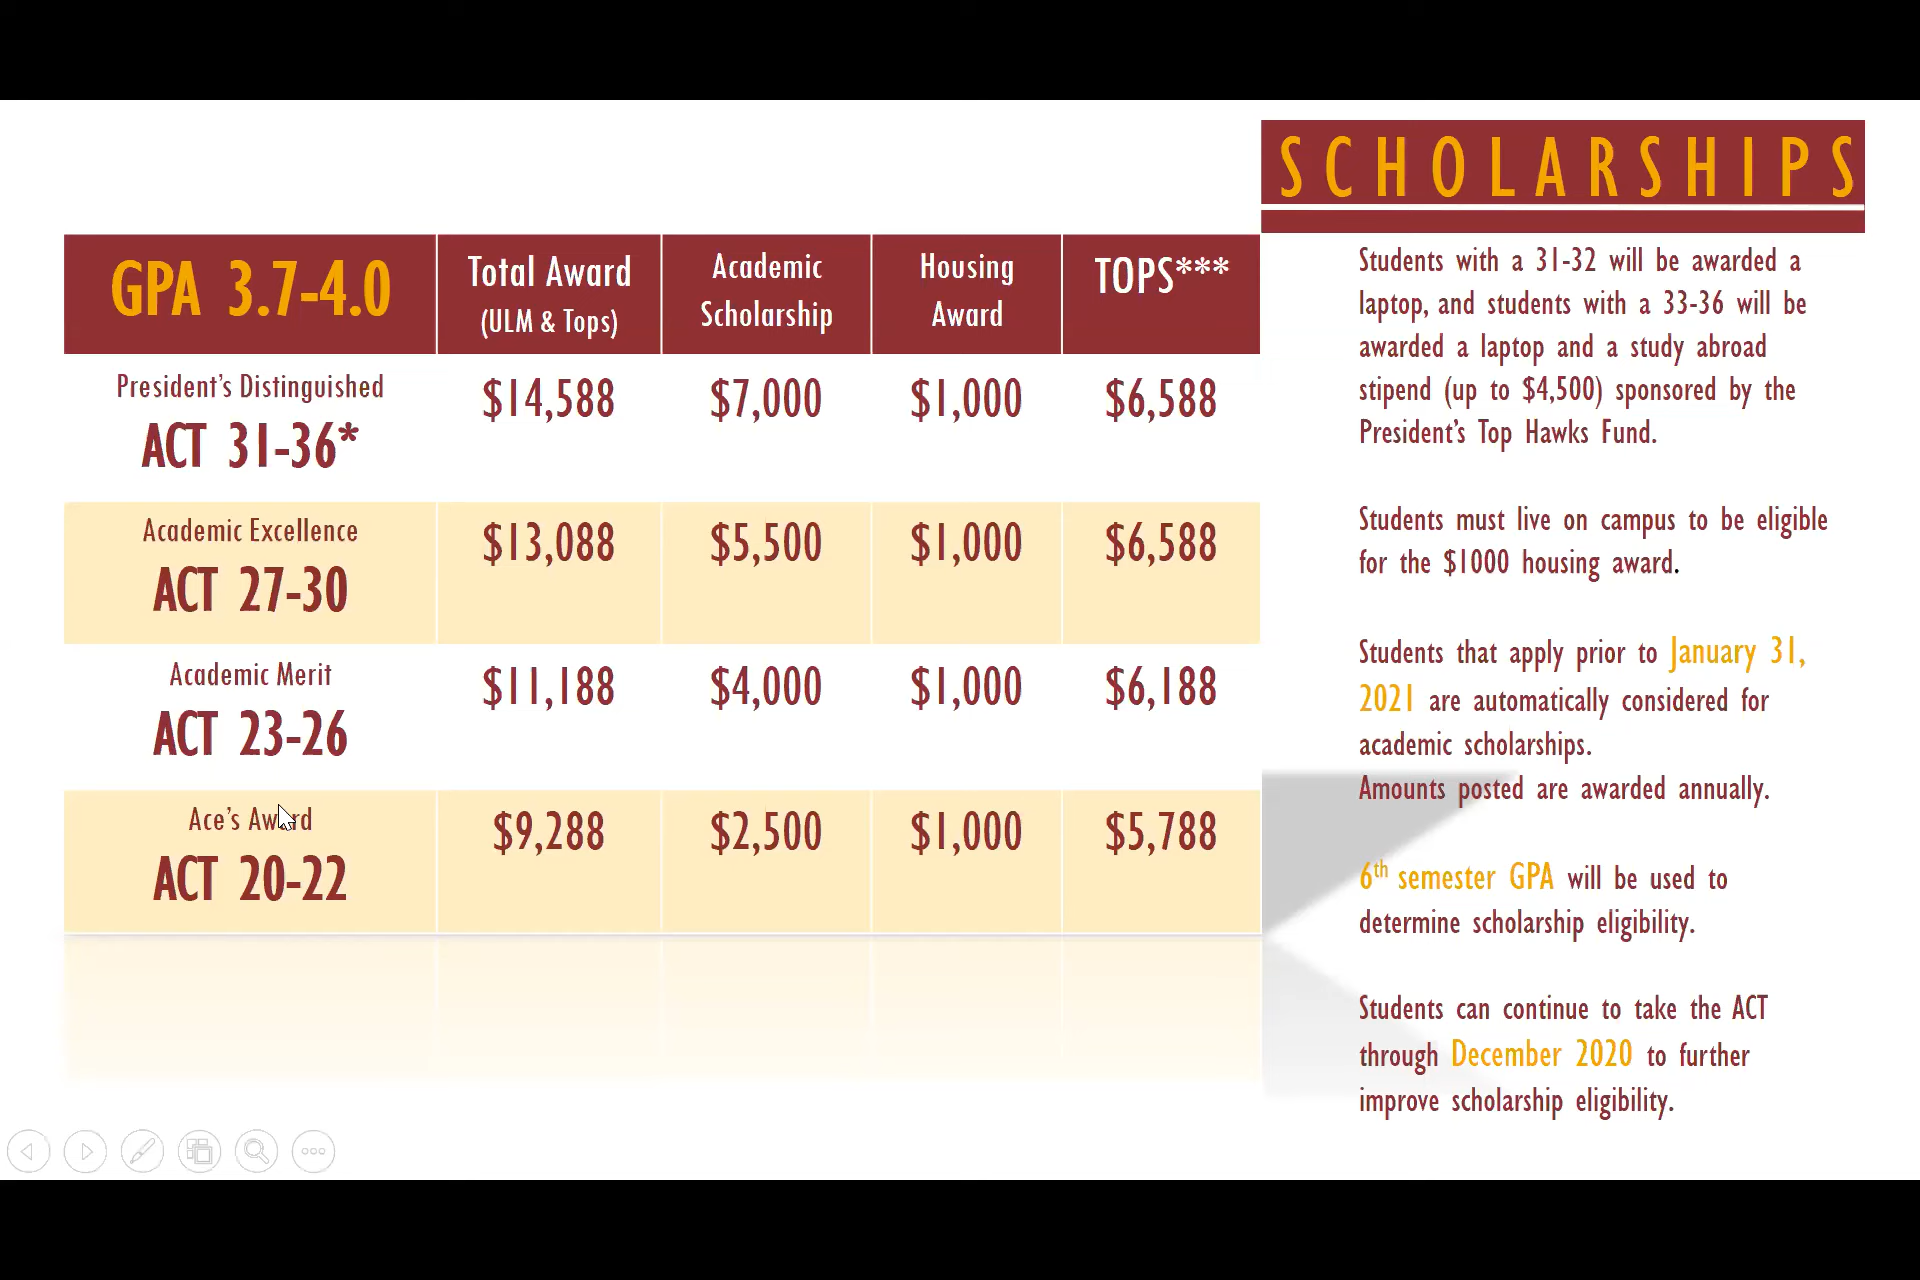 SCHOLARSHIPS
GPA 3.7-4.0
Total Award
(ULM & Tops)
Academic
Scholarship
Housing
Award
TOPS***
President's Distinguished
ACT 31-36*
$14,588
$7,000
$1,000
$6,588
Academic Excellence
ACT 27-30
$13,088
$5,500
$1,000
$6,588
Academic Merit
ACT 23-26
$11,188
$4,000
$1,000
$6,188
Ace's Award
ACT 20-22
$9,288
$2,500
$1,000
$5,788
Students with a 31-32 will be awarded a
laptop, and students with a 33-36 will be
awarded a laptop and a study abroad
stipend (up to $4,500) sponsored by the
President's Top Hawks Fund.
Students must live on campus to be eligible
for the $1000 housing award.
Students that apply prior to January 31,
2021 are automatically considered for
academic scholarships.
Amounts posted are awarded annually.
6th semester GPA will be used to
determine scholarship eligibility.
Students can continue to take the ACT
through December 2020 to further
improve scholarship eligibility.